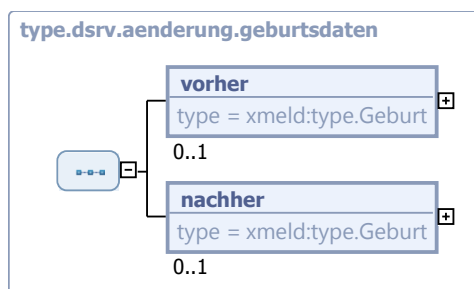 type.dsrv.aenderung.geburtsdaten
vorher
type = xmeld:type.Geburt
0..1
nachher
type = xmeld:type.Geburt
0..1